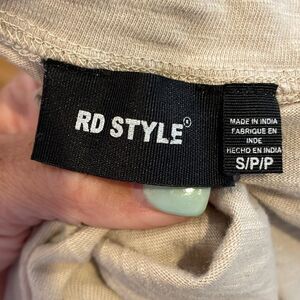 RD STYLE®
MADE IN INDIA
FABRIQUE EN
INDE
HECHO EN INDIA
S/P/P